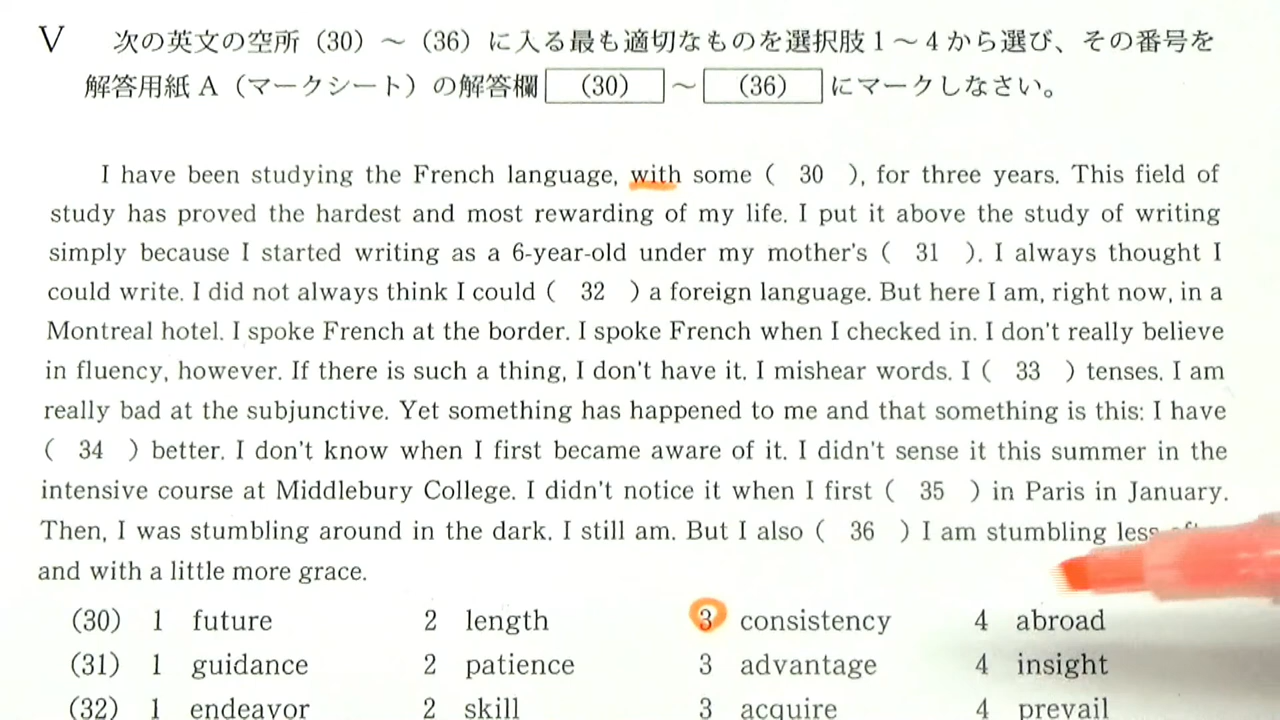 V 次の英文の空所（30）～（36）に入る最も適切なものを選択肢1～4から選び、その番号を
解答用紙A（マークシート）の解答欄 (30) ～ (36) にマークしなさい。
I have been studying the French language, with some ( 30 ), for three years. This field of
study has proved the hardest and most rewarding of my life. I put it above the study of writing
simply because I started writing as a 6-year-old under my mother's ( 31 ). I always thought I
could write. I did not always think I could ( 32 ) a foreign language. But here I am, right now, in a
Montreal hotel. I spoke French at the border. I spoke French when I checked in. I don't really believe
in fluency, however. If there is such a thing, I don't have it. I mishear words. I ( 33 ) tenses. I am
really bad at the subjunctive. Yet something has happened to me and that something is this: I have
( 34 ) better. I don't know when I first became aware of it. I didn't sense it this summer in the
intensive course at Middlebury College. I didn't notice it when I first ( 35 ) in Paris in January.
Then, I was stumbling around in the dark. I still am. But I also ( 36 ) I am stumbling less
and with a little more grace.
(30) 1 future 2 length 3 consistency 4 abroad
(31) 1 guidance 2 patience 3 advantage 4 insight
(32) 1 endeavor 2 skill 3 acquire 4 prevail